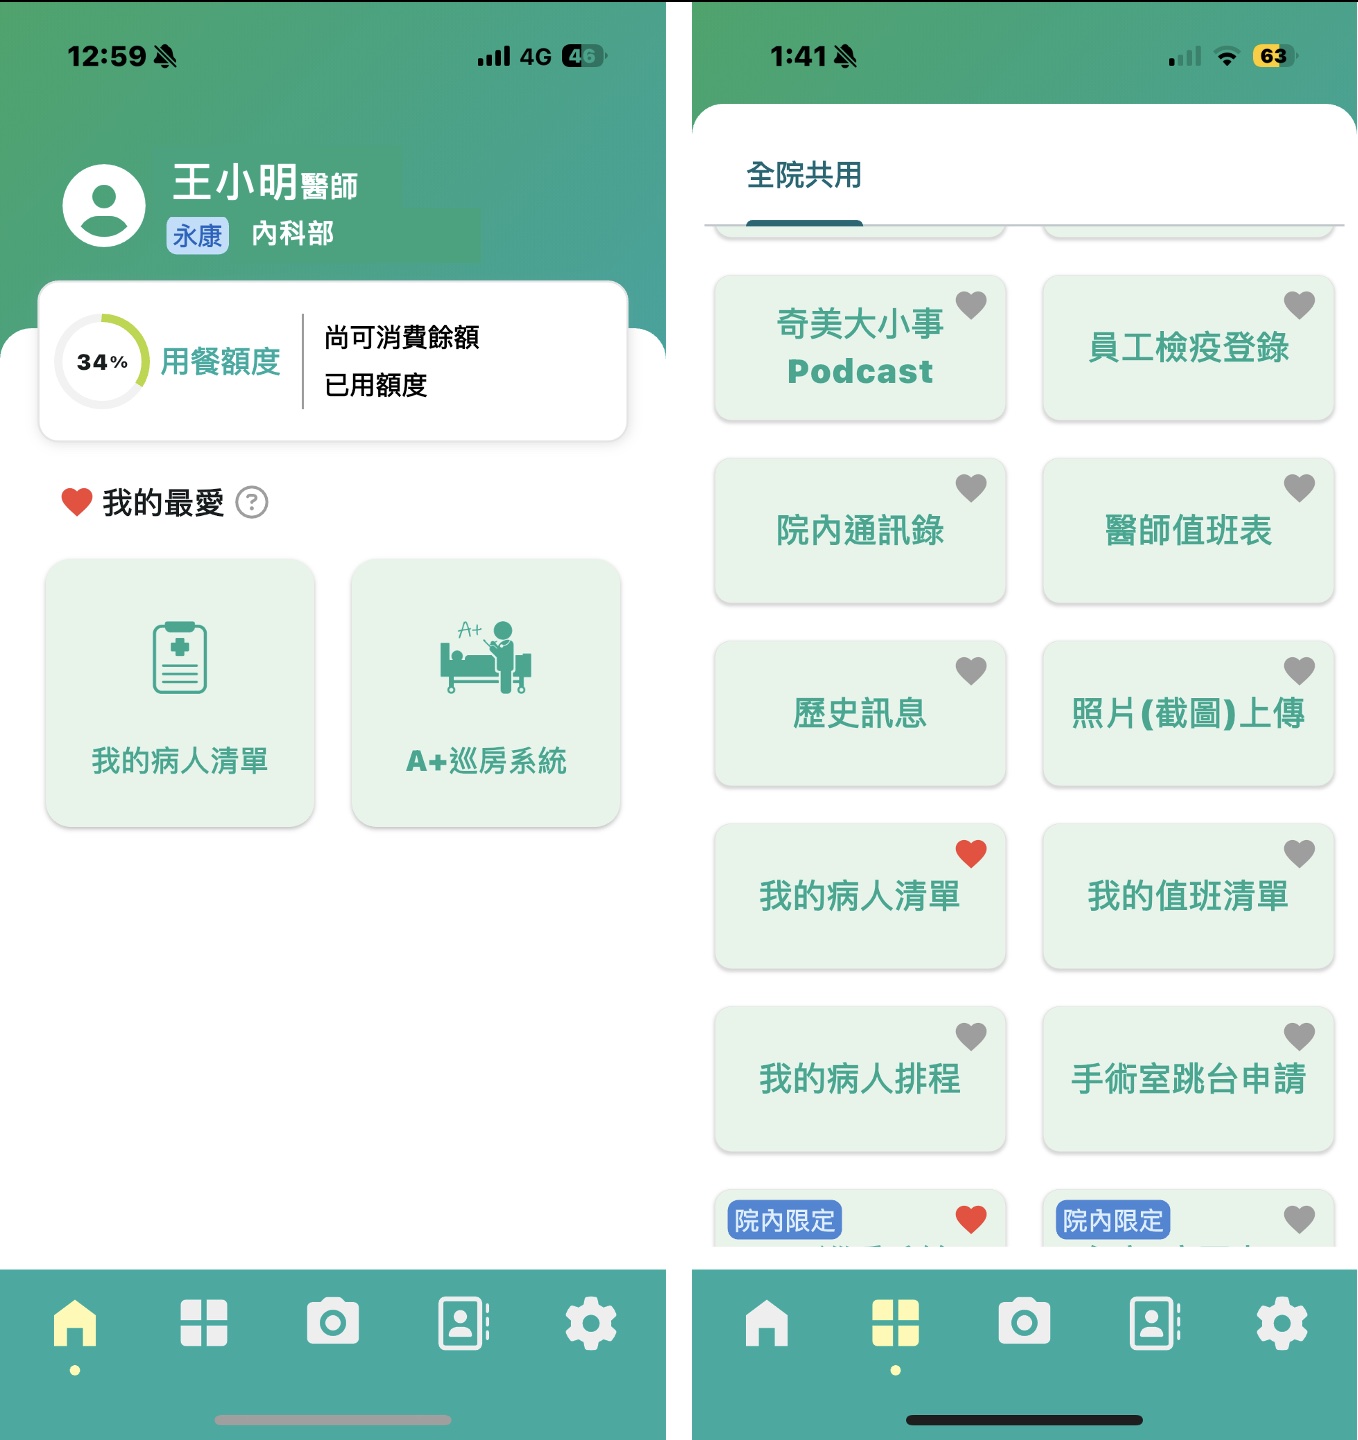 12:59
4G 46
王小明醫師
永康 內科部
34% 用餐額度
尚可消費餘額
已用額度
我的最愛 ?
我的病人清單
A+
A+巡房系統
1:41
63
全院共用
奇美大小事
Podcast
員工檢疫登錄
院內通訊錄
醫師值班表
歷史訊息
照片(截圖)上傳
我的病人清單
我的值班清單
我的病人排程
手術室跳台申請
院內限定
院內限定